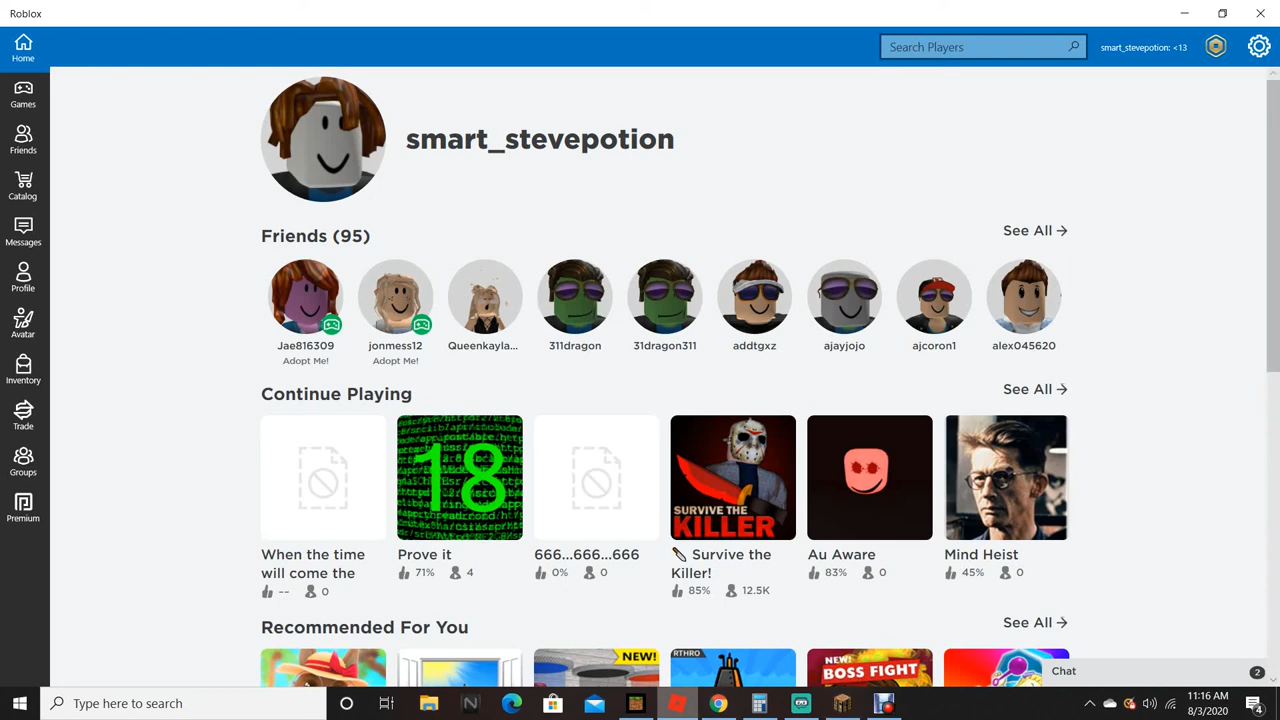 Roblox
Home
Search Players
smart_stevepotion: <13
Games
Friends
Catalog
Messages
Profile
Avatar
Inventory
Trade
Groups
Premium
smart_stevepotion
Friends (95)
See All
Jae816309
jonmess12
Queenkayla...
311dragon
31dragon311
addtgxz
ajayjojo
ajcoron1
alex045620
Adopt Me!
Adopt Me!
Continue Playing
See All
18
SURVIVE THE
KILLER
When the time
will come the
-- 0
Prove it
71% 4
666...666...666
0% 0
Survive the
Killer!
85% 12.5K
Au Aware
83% 0
Mind Heist
45% 0
Recommended For You
See All
NEW!
RTHRO
NEW!
BOSS FIGHT
Chat
2
Type here to search
11:16 AM
8/3/2020
4